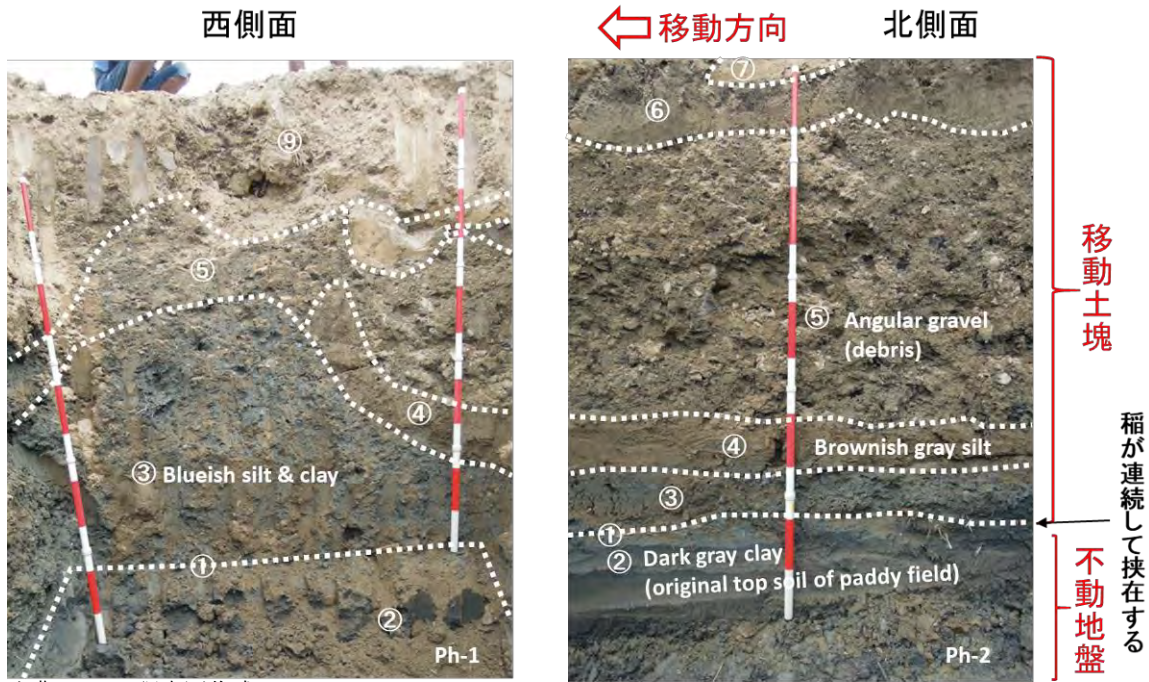 西側面
移動方向
北側面
⑨
⑤
④
③ Blueish silt & clay
①
②
Ph-1
⑦
⑥
⑤ Angular gravel
(debris)
④ Brownish gray silt
③
①
② Dark gray clay
(original top soil of paddy field)
Ph-2
移動土塊
稲が連続して挟在する
不動地盤